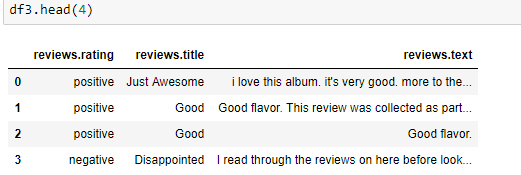 df3.head(4)
reviews.rating reviews.title reviews.text
0 positive Just Awesome i love this album. it's very good. more to the...
1 positive Good Good flavor. This review was collected as part...
2 positive Good Good flavor.
3 negative Disappointed I read through the reviews on here before look...